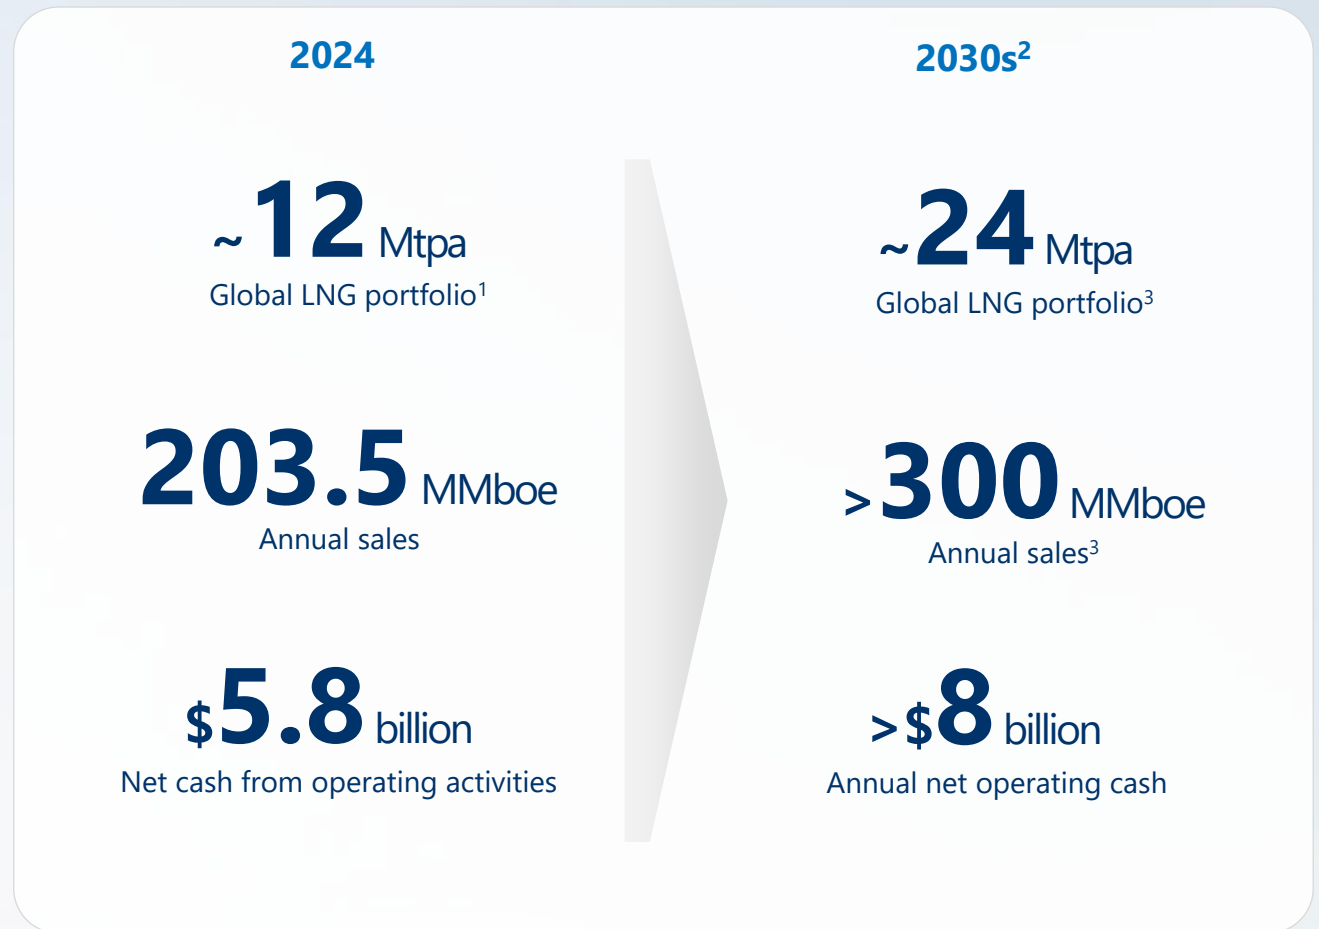 2024
~12 Mtpa
Global LNG portfolio¹
203.5 MMboe
Annual sales
$5.8 billion
Net cash from operating activities
2030s²
~24 Mtpa
Global LNG portfolio³
>300 MMboe
Annual sales³
>$8 billion
Annual net operating cash